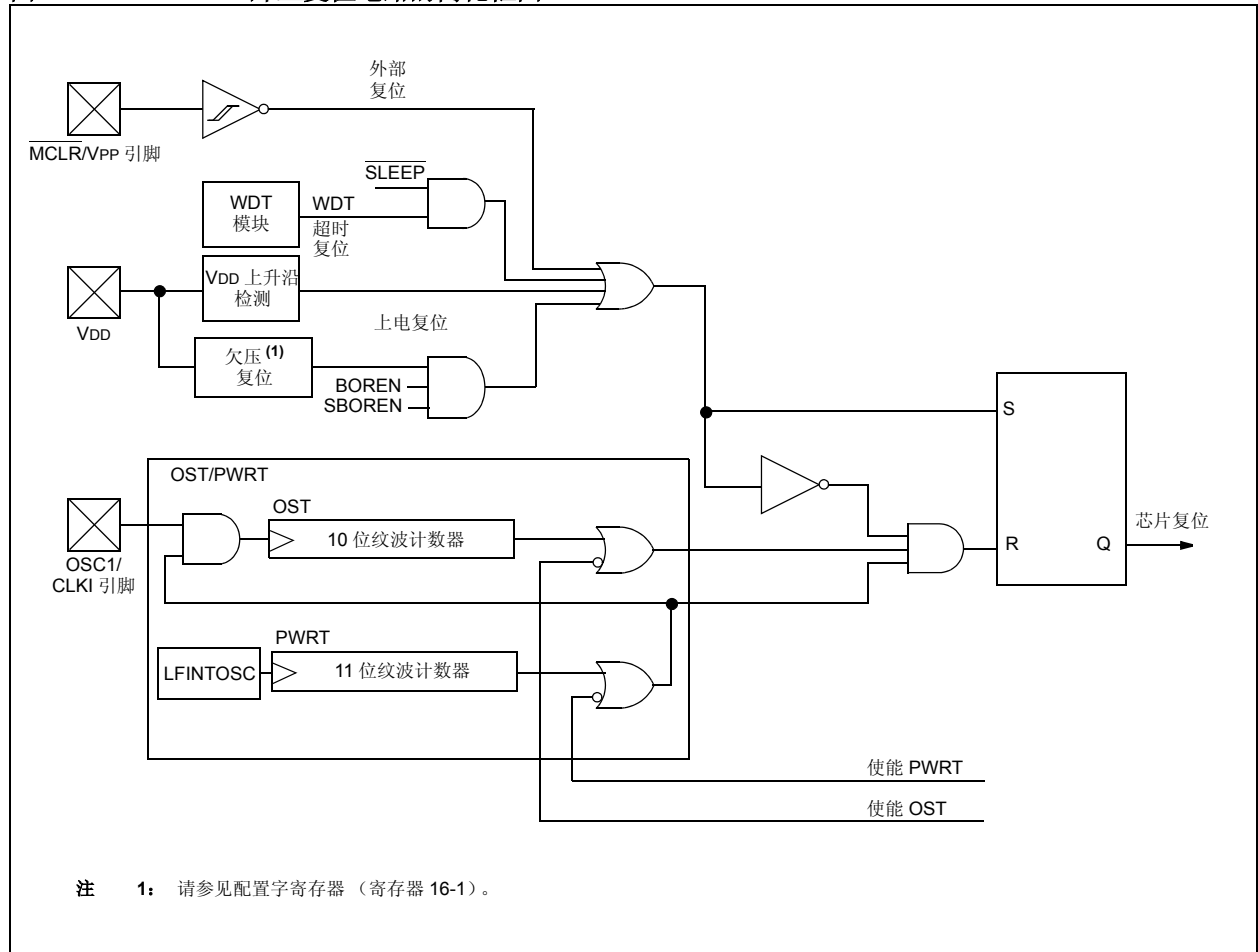 外部
复位
MCLR/VPP 引脚
SLEEP
WDT
模块
WDT
超时
复位
VDD 上升沿
检测
VDD
上电复位
欠压 (1)
复位
BOREN
SBOREN
S
OST/PWRT
OST
10 位纹波计数器
OSC1/
CLKI 引脚
R
Q
芯片复位
PWRT
LFINTOSC
11 位纹波计数器
使能 PWRT
使能 OST
注 1: 请参见配置字寄存器 (寄存器 16-1)。